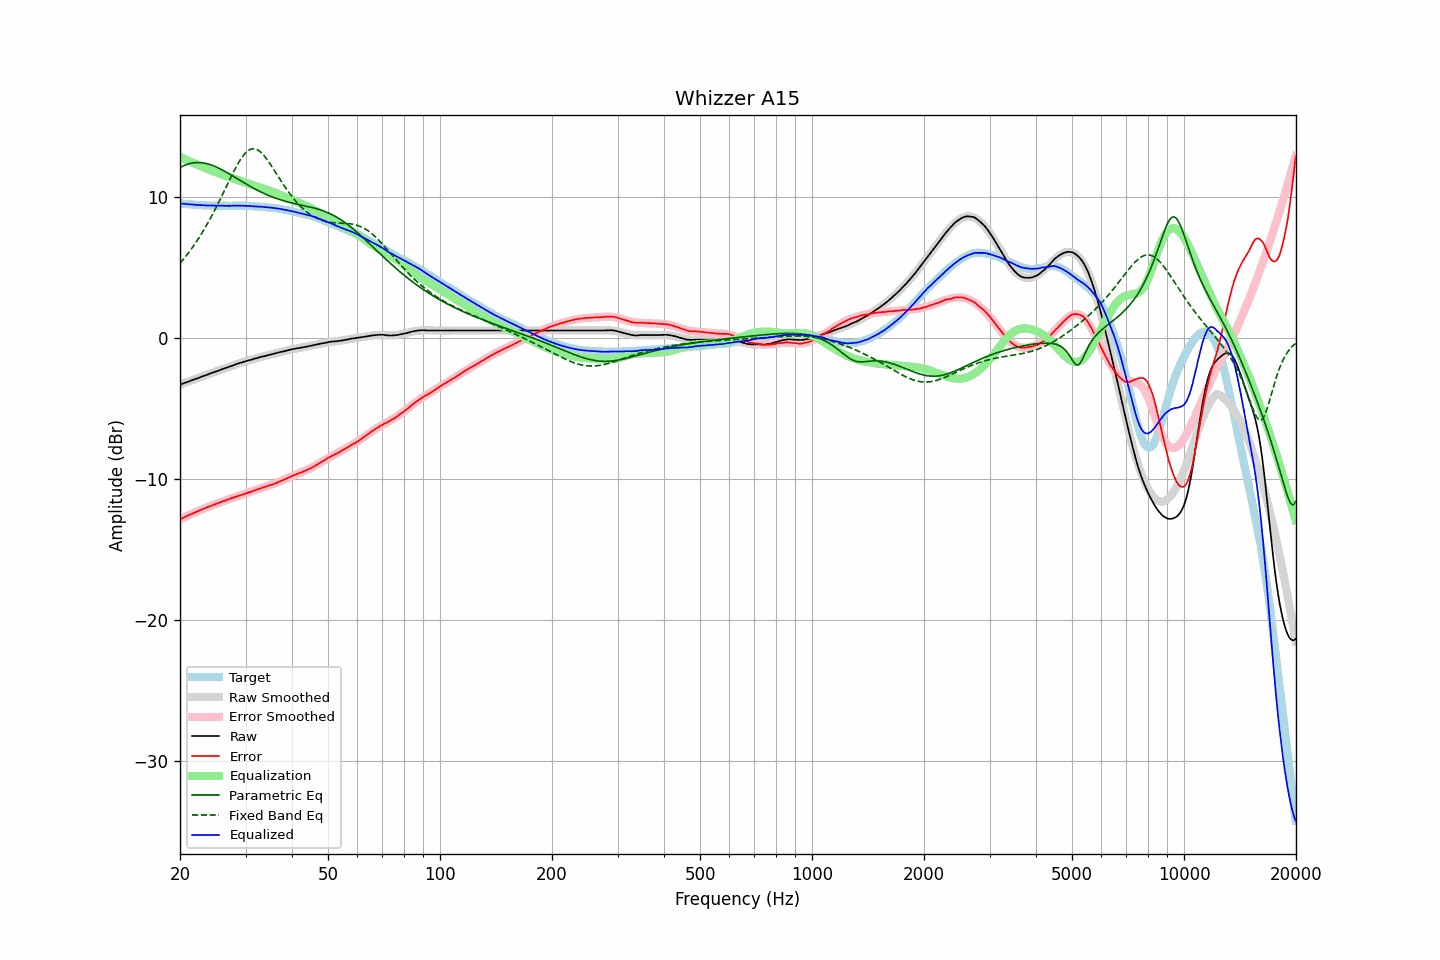 Whizzer A15
Amplitude (dBr)
10
0
−10
−20
−30
Target
Raw Smoothed
Error Smoothed
Raw
Error
Equalization
Parametric Eq
Fixed Band Eq
Equalized
20 50 100 200 500 1000 2000 5000 10000 20000
Frequency (Hz)